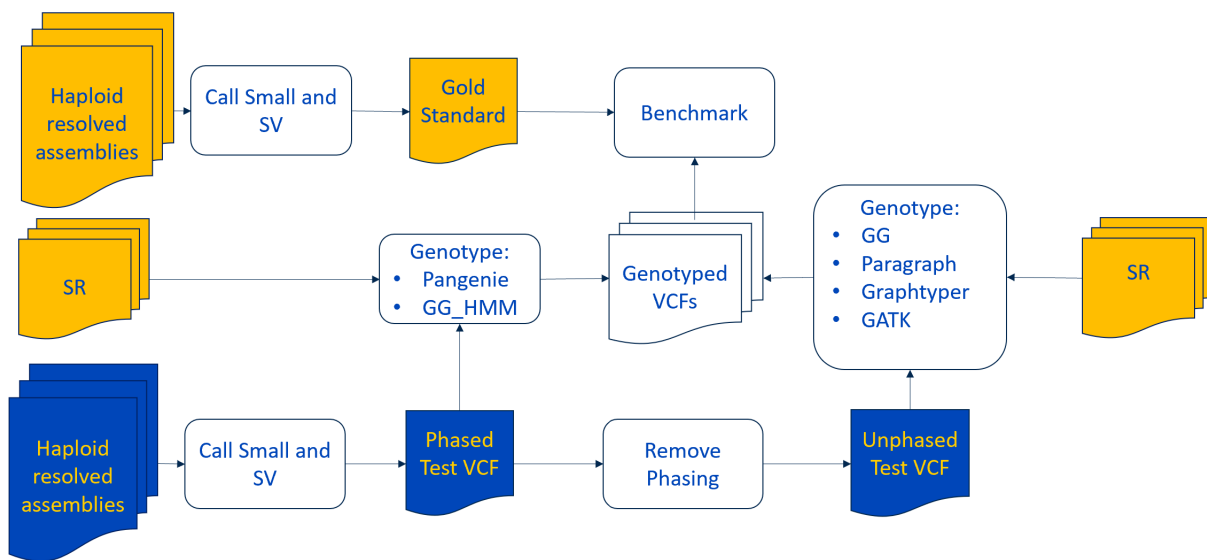 Haploid
resolved
assemblies
Call Small and
SV
Gold
Standard
Benchmark
SR
Genotype:
• Pangenie
• GG_HMM
Genotyped
VCFs
Genotype:
• GG
• Paragraph
• Graphtyper
• GATK
SR
Haploid
resolved
assemblies
Call Small and
SV
Phased
Test VCF
Remove
Phasing
Unphased
Test VCF